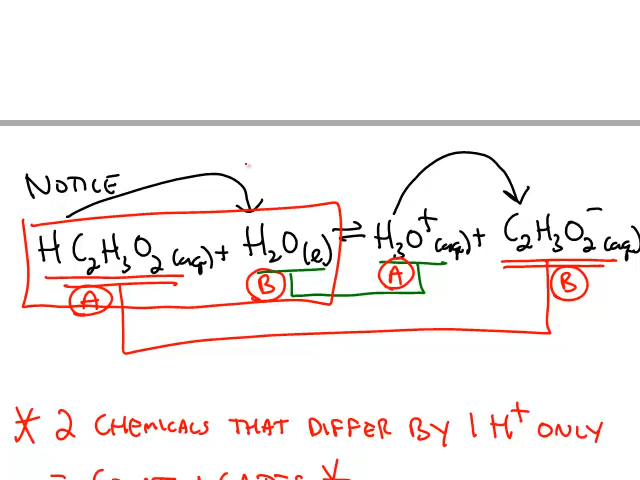 NOTICE
HC₂H₃O₂(aq) + H₂O(l) ⇌ H₃O⁺(aq) + C₂H₃O₂⁻(aq)
A B A B
* 2 CHEMICALS THAT DIFFER BY 1 H⁺ ONLY